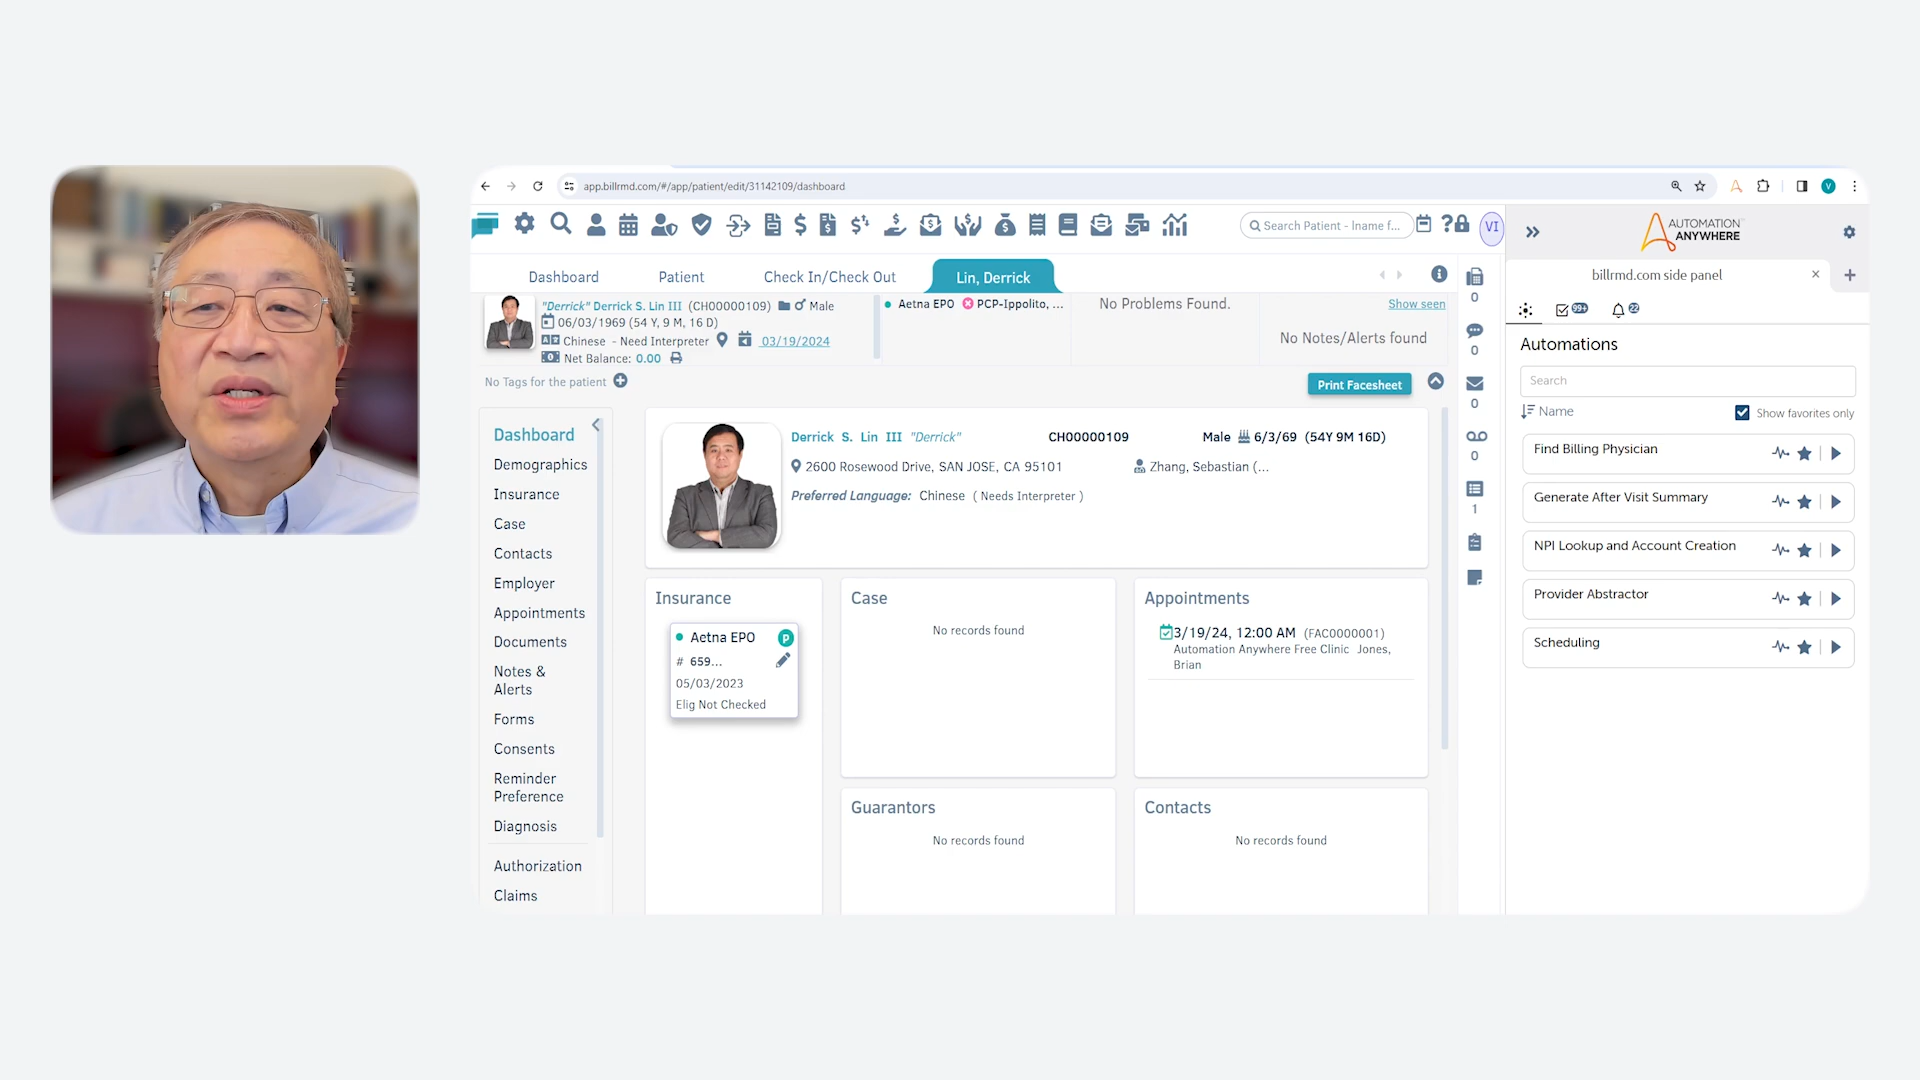 app.billrmd.com/#/app/patient/edit/31142109/dashboard
V
Search Patient - lname f...
?
VI
AUTOMATION
ANYWHERE
Dashboard
Patient
Check In/Check Out
Lin, Derrick
billrmd.com side panel
"Derrick" Derrick S. Lin III (CH00000109) Male
06/03/1969 (54 Y, 9 M, 16 D)
Chinese - Need Interpreter 03/19/2024
Net Balance: 0.00
Aetna EPO PCP-Ippolito, ...
No Problems Found.
Show seen
No Notes/Alerts found
No Tags for the patient
Print Facesheet
0
0
0
0
1
99+
22
Automations
Search
Name
Show favorites only
Find Billing Physician
Generate After Visit Summary
NPI Lookup and Account Creation
Provider Abstractor
Scheduling
Dashboard
Demographics
Insurance
Case
Contacts
Employer
Appointments
Documents
Notes &
Alerts
Forms
Consents
Reminder
Preference
Diagnosis
Authorization
Claims
Derrick S. Lin III "Derrick"
CH00000109
Male 6/3/69 (54Y 9M 16D)
2600 Rosewood Drive, SAN JOSE, CA 95101
Zhang, Sebastian (...
Preferred Language: Chinese ( Needs Interpreter )
Insurance
Aetna EPO P
# 659...
05/03/2023
Elig Not Checked
Case
No records found
Appointments
3/19/24, 12:00 AM (FAC0000001)
Automation Anywhere Free Clinic Jones,
Brian
Guarantors
No records found
Contacts
No records found